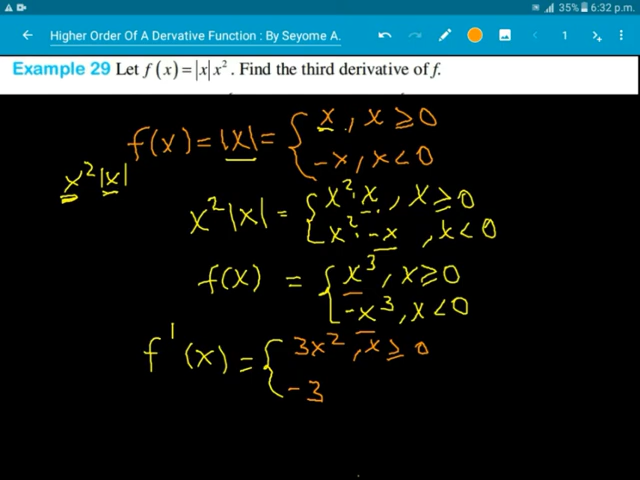 35% 6:32 p.m.
Higher Order Of A Dervative Function : By Seyome A.
1
Example 29 Let f(x) = |x| x². Find the third derivative of f.
f(x) = |x| = { x, x ≥ 0
-x, x < 0
x²|x|
x²|x| = { x²·x, x ≥ 0
x²·-x, x < 0
f(x) = { x³, x ≥ 0
-x³, x < 0
f'(x) = { 3x², x ≥ 0
-3